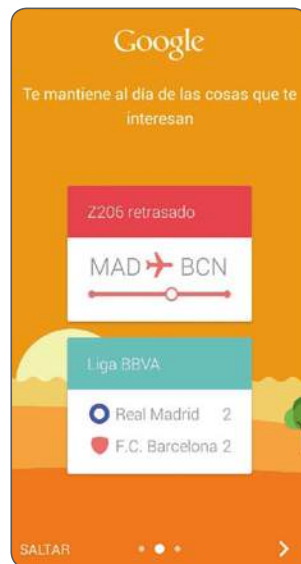 Google
Te mantiene al día de las cosas que te
interesan
Z206 retrasado
MAD BCN
Liga BBVA
Real Madrid 2
F.C. Barcelona 2
SALTAR